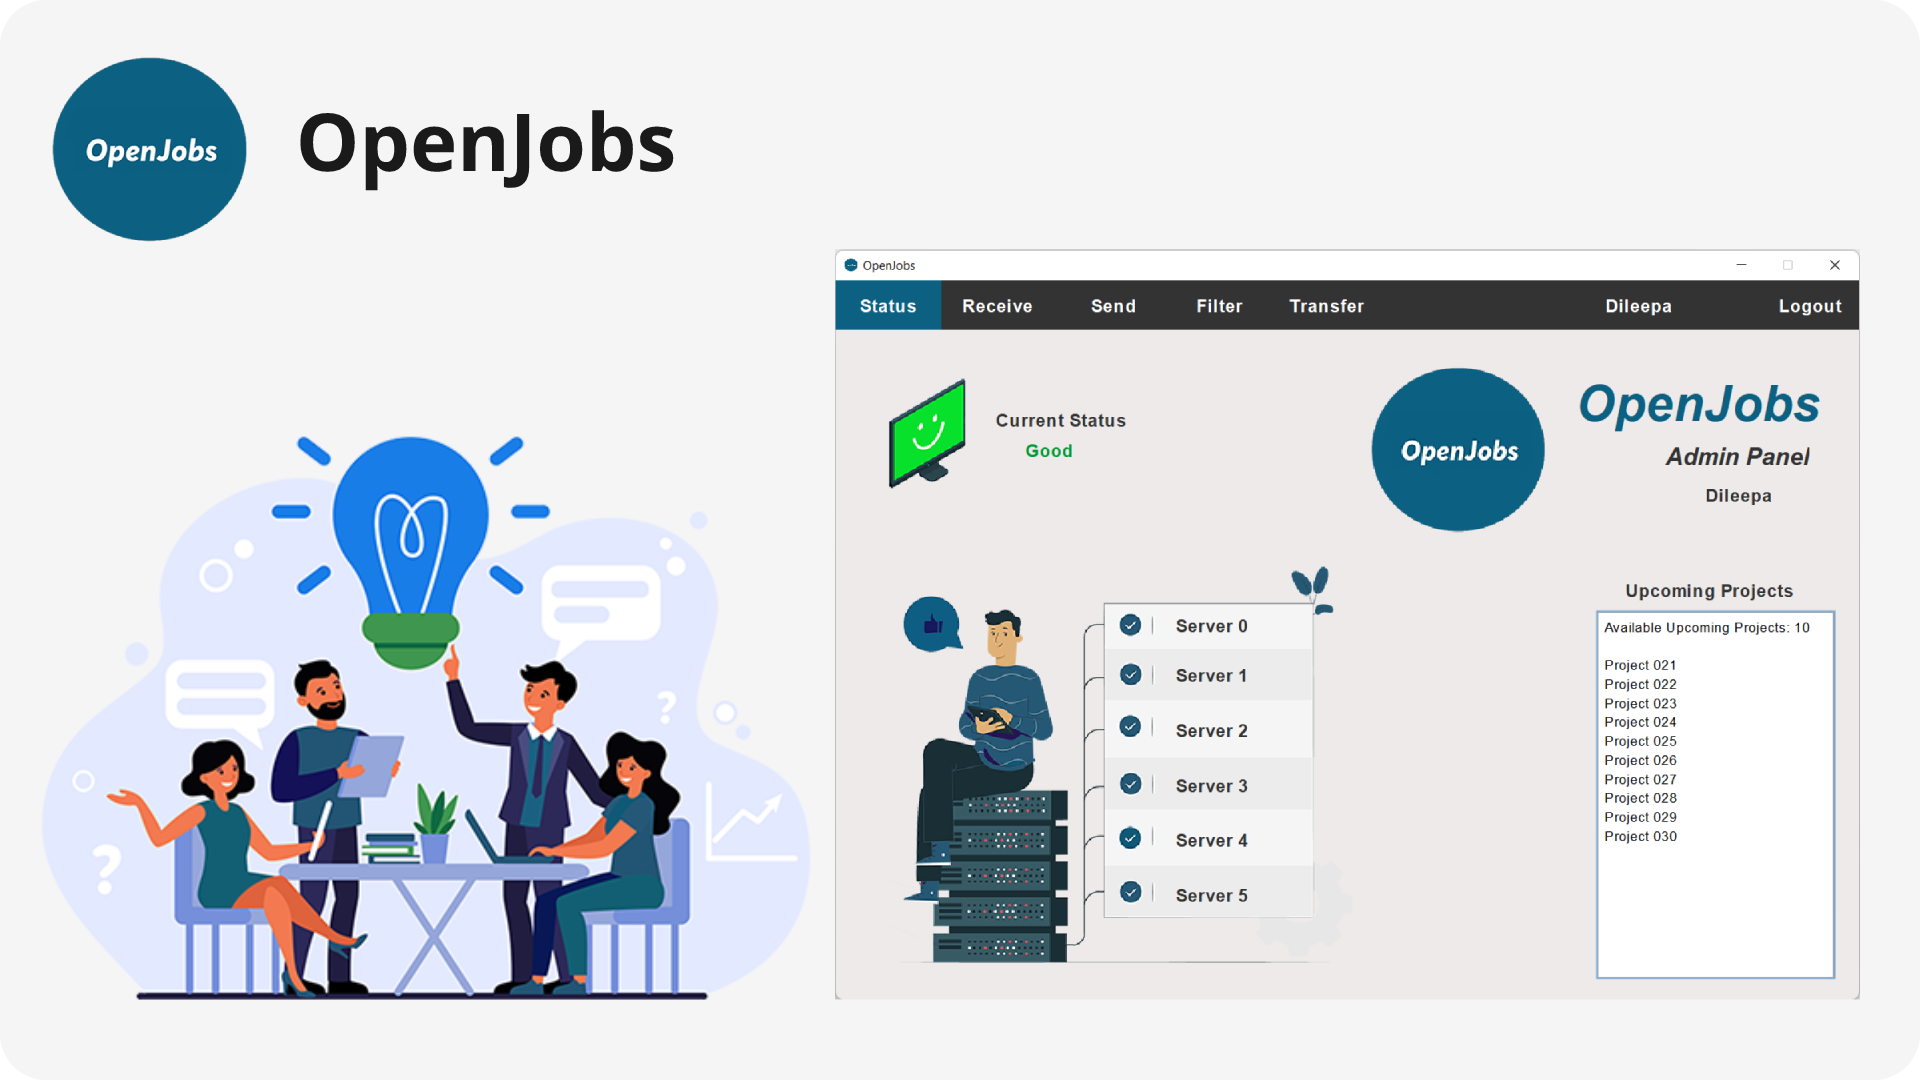 OpenJobs
OpenJobs
OpenJobs
Status Receive Send Filter Transfer Dileepa Logout
Current Status
Good
OpenJobs
OpenJobs
Admin Panel
Dileepa
Server 0
Server 1
Server 2
Server 3
Server 4
Server 5
Upcoming Projects
Available Upcoming Projects: 10
Project 021
Project 022
Project 023
Project 024
Project 025
Project 026
Project 027
Project 028
Project 029
Project 030
? 
?